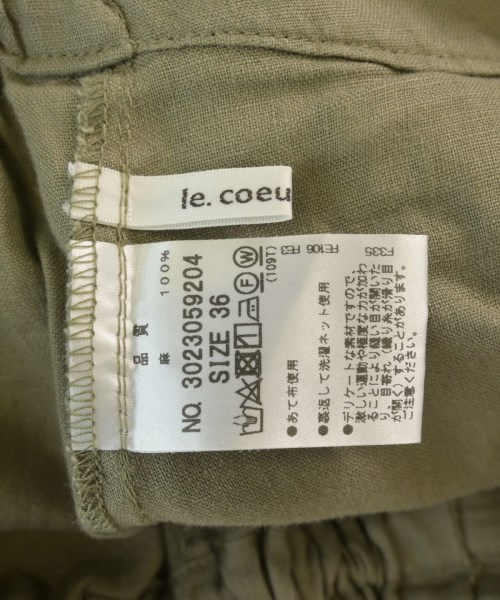 le. coeu
品 質
麻 100%
NO. 3023059204
SIZE 36
(109T)
●あて布使用
●裏返して洗濯ネット使用
●デリケートな素材ですので、
激しい運動や極度な力が加わ
ることにより縫い目が開いた
り、目寄れ（織り糸が滑り目
が開く）することがあります。
ご注意ください。
FE3 FE106 F335